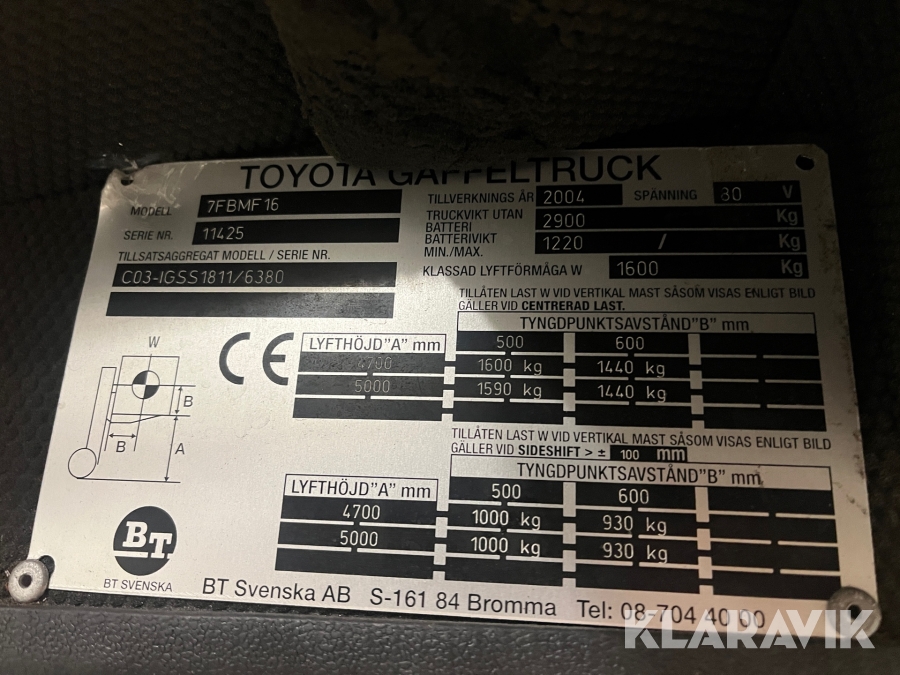 TOYOTA GAFFELTRUCK
MODELL 7FBMF16
SERIE NR. 11425
TILLSATSAGGREGAT MODELL / SERIE NR.
C03-IGSS1811/6380
TILLVERKNINGS ÅR 2004 SPÄNNING 80 V
TRUCKVIKT UTAN BATTERI 2900 Kg
BATTERIVIKT MIN./MAX. 1220 / Kg
KLASSAD LYFTFÖRMÅGA W 1600 Kg
TILLÅTEN LAST W VID VERTIKAL MAST SÅSOM VISAS ENLIGT BILD
GÄLLER VID CENTRERAD LAST.
CE
TYNGDPUNKTSAVSTÅND"B" mm
LYFTHÖJD"A" mm 500 600
4700 1600 kg 1440 kg
5000 1590 kg 1440 kg
W
B
B
A
TILLÅTEN LAST W VID VERTIKAL MAST SÅSOM VISAS ENLIGT BILD
GÄLLER VID SIDESHIFT > ± 100 mm
TYNGDPUNKTSAVSTÅND"B" mm
LYFTHÖJD"A" mm 500 600
4700 1000 kg 930 kg
5000 1000 kg 930 kg
BT
BT SVENSKA
BT Svenska AB S-161 84 Bromma Tel: 08-704 40 00
KLARAVIK
KLARAVIK